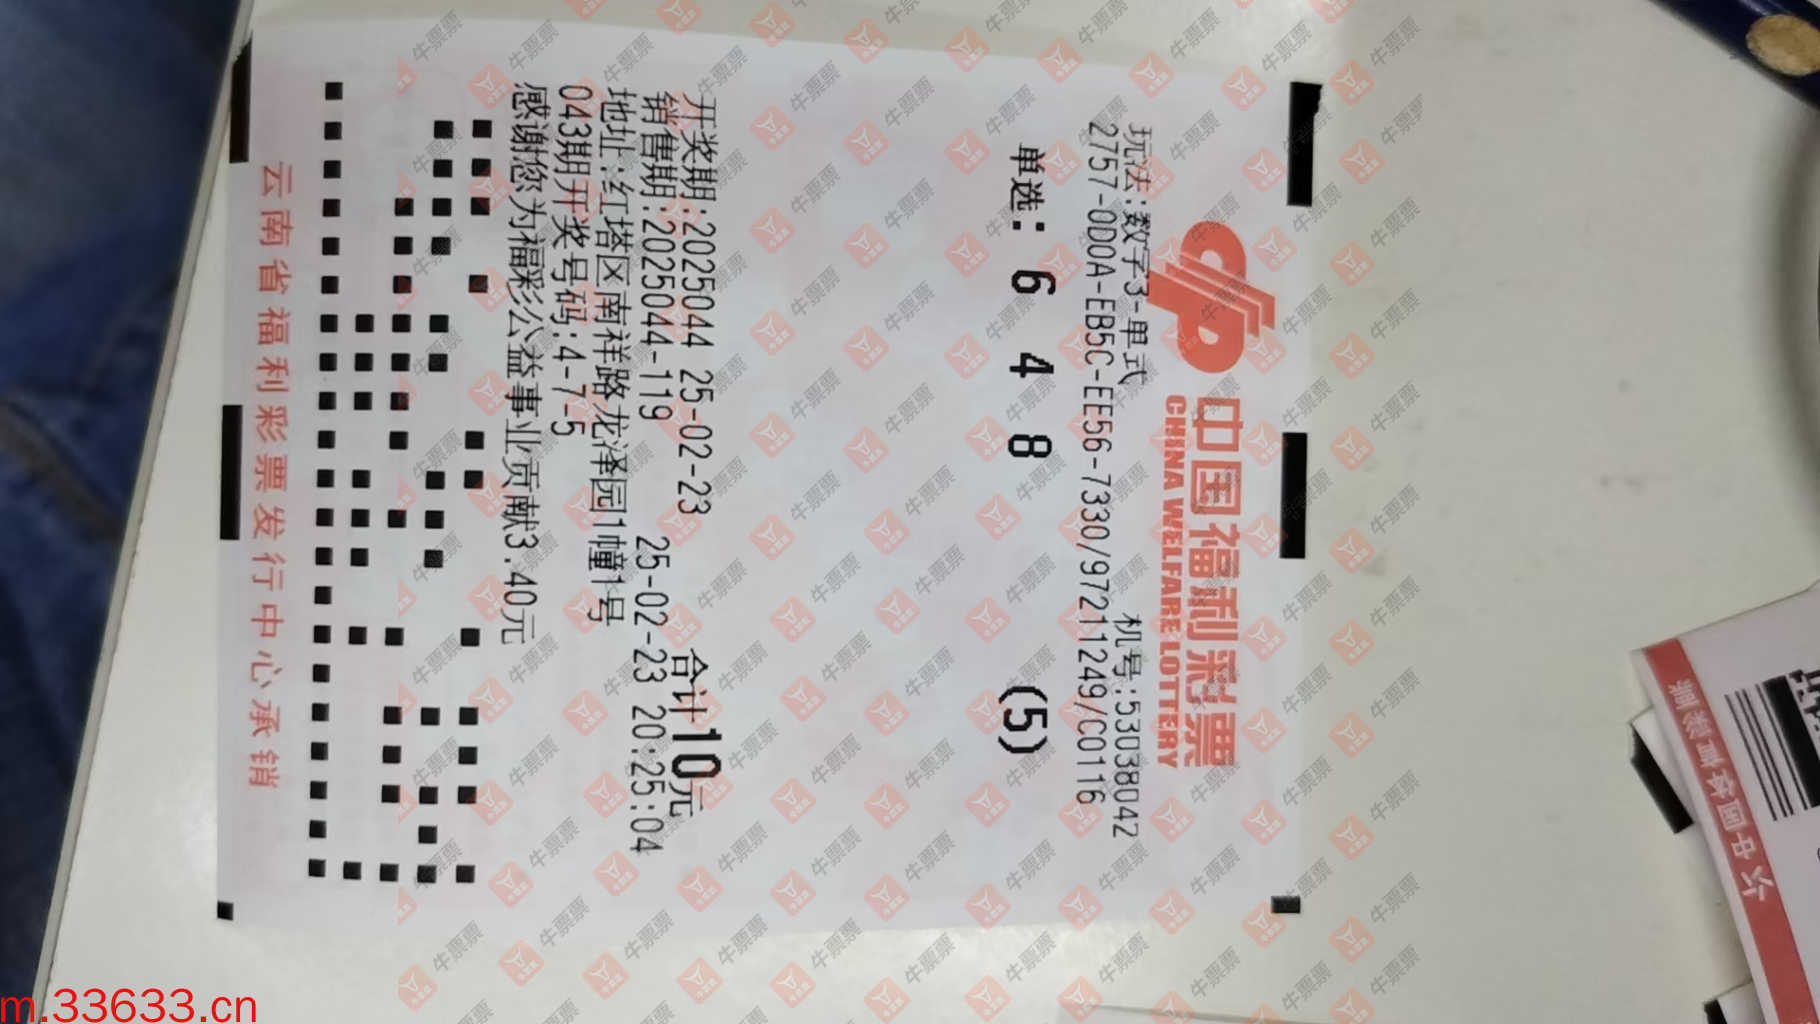 中国福利彩票
CHINA WELFARE LOTTERY
玩法:数字3-单式 机号:53038042
2757-0D0A-EB5C-EE56-7330/97211249/C0116
单选: 6 4 8 (5)
开奖期:2025044 25-02-23 合计10元
销售期:2025044-119 25-02-23 20:25:04
地址:红塔区南祥路龙泽园1幢1号
043期开奖号码:4-7-5
感谢您为福彩公益事业贡献3.40元
云南省福利彩票发行中心承销
牛票票
m.33633.cn